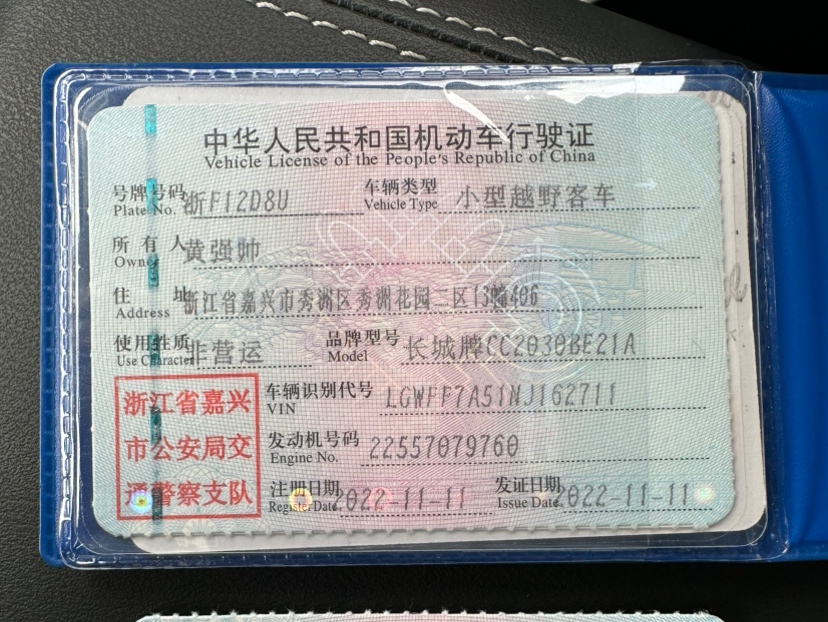 中华人民共和国机动车行驶证
Vehicle License of the People's Republic of China
号牌号码 浙F12D8U 车辆类型 小型越野客车
Plate No. Vehicle Type
所有人 黄强帅
Owner
住址 浙江省嘉兴市秀洲区秀洲花园二区13幢406
Address
使用性质 非营运 品牌型号 长城牌CC2030BE21A
Use Character Model
浙江省嘉兴 车辆识别代号 LGWFF7A51NJ162711
VIN
市公安局交 发动机号码 22557079760
Engine No.
通警察支队 注册日期 2022-11-11 发证日期 2022-11-11
Register Date Issue Date